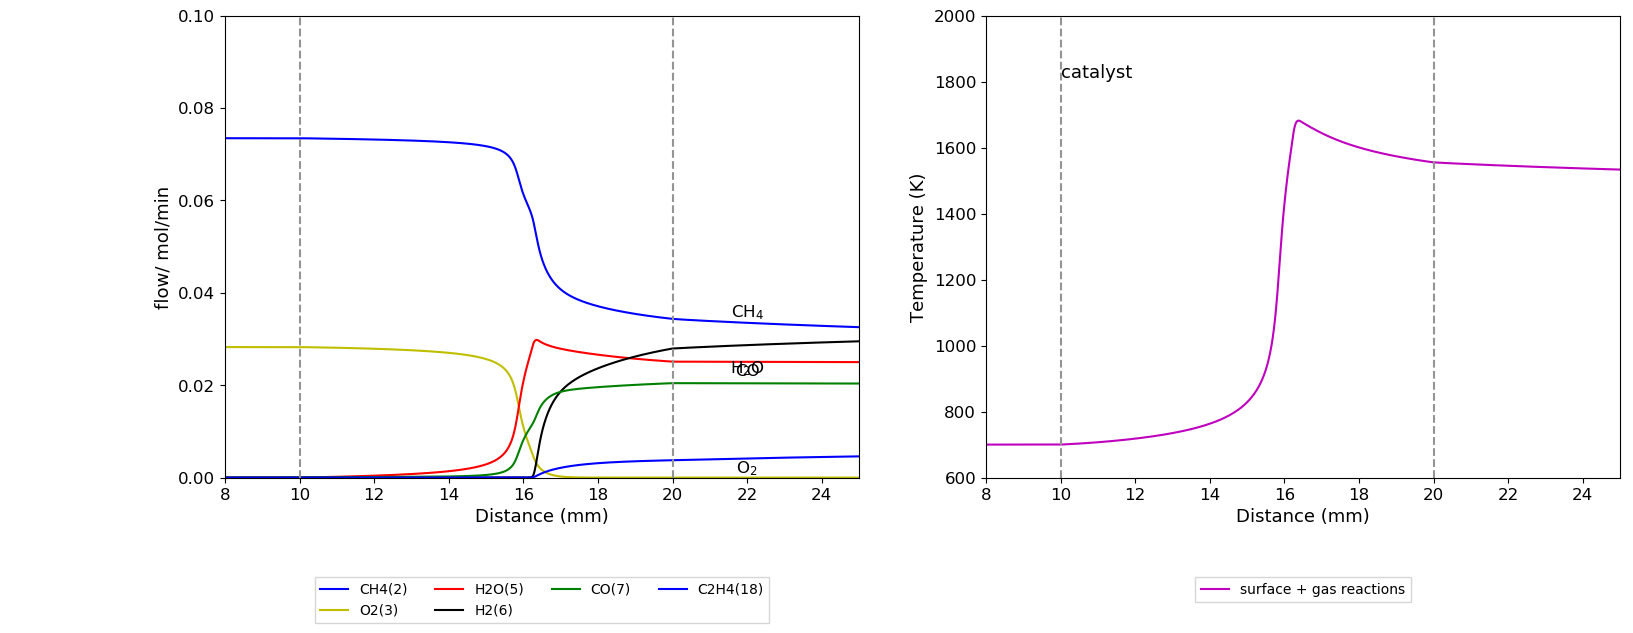 0.10
0.08
0.06
0.04
0.02
0.00
flow/ mol/min
CH₄
H₂O
CO
O₂
8 10 12 14 16 18 20 22 24
Distance (mm)
CH4(2) H2O(5) CO(7) C2H4(18)
O2(3) H2(6)
2000
1800
1600
1400
1200
1000
800
600
Temperature (K)
catalyst
8 10 12 14 16 18 20 22 24
Distance (mm)
surface + gas reactions